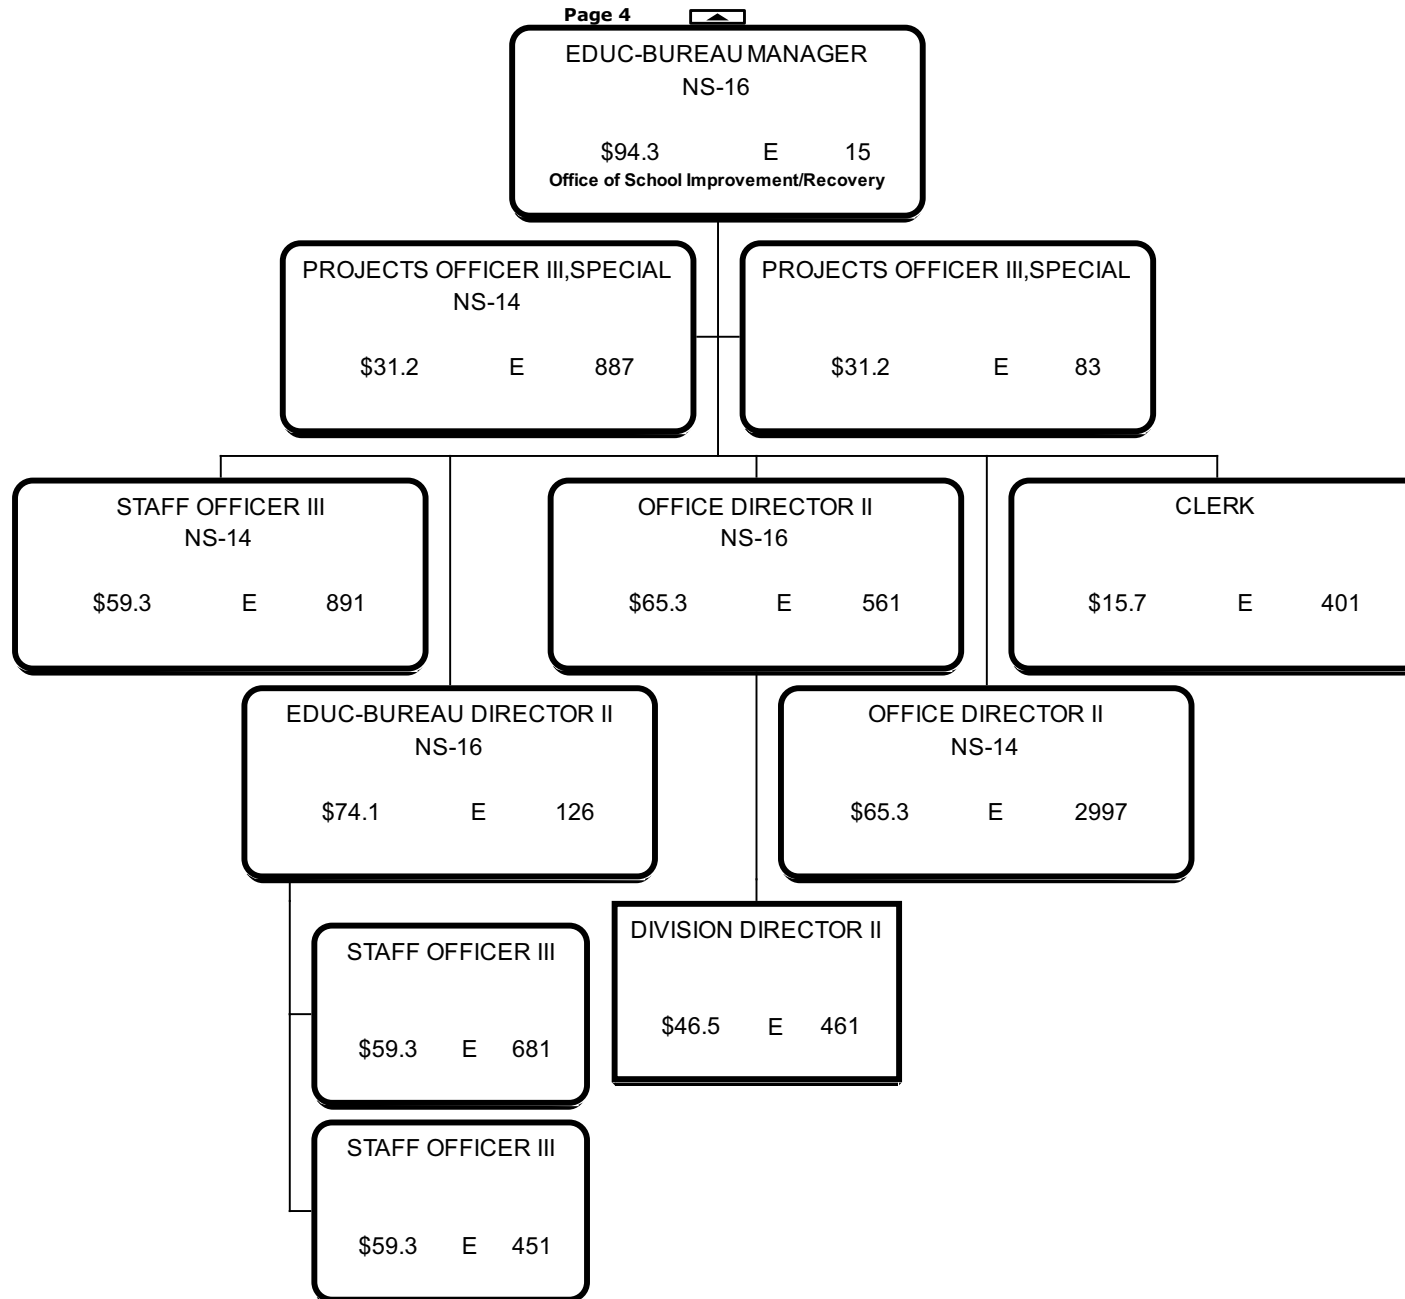 Page 4
EDUC-BUREAU MANAGER
NS-16
$94.3 E 15
Office of School Improvement/Recovery
PROJECTS OFFICER III,SPECIAL
NS-14
$31.2 E 887
PROJECTS OFFICER III,SPECIAL
$31.2 E 83
STAFF OFFICER III
NS-14
$59.3 E 891
OFFICE DIRECTOR II
NS-16
$65.3 E 561
CLERK
$15.7 E 401
EDUC-BUREAU DIRECTOR II
NS-16
$74.1 E 126
OFFICE DIRECTOR II
NS-14
$65.3 E 2997
STAFF OFFICER III
$59.3 E 681
DIVISION DIRECTOR II
$46.5 E 461
STAFF OFFICER III
$59.3 E 451